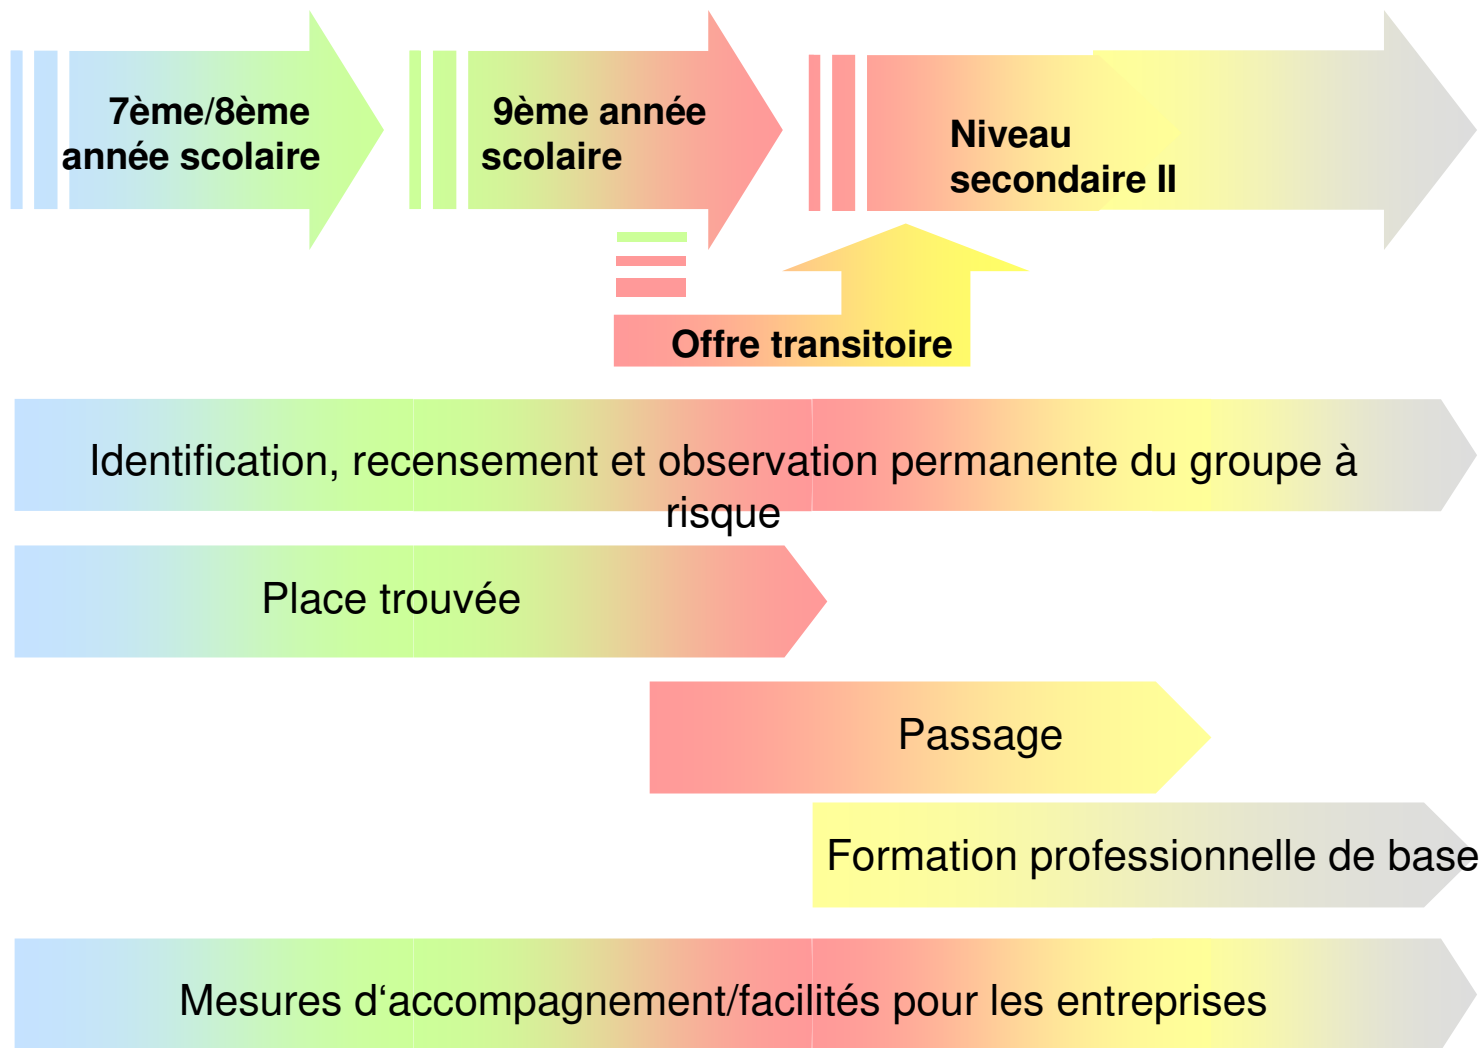 7ème/8ème
année scolaire
9ème année
scolaire
Niveau
secondaire II
Offre transitoire
Identification, recensement et observation permanente du groupe à
risque
Place trouvée
Passage
Formation professionnelle de base
Mesures d‘accompagnement/facilités pour les entreprises